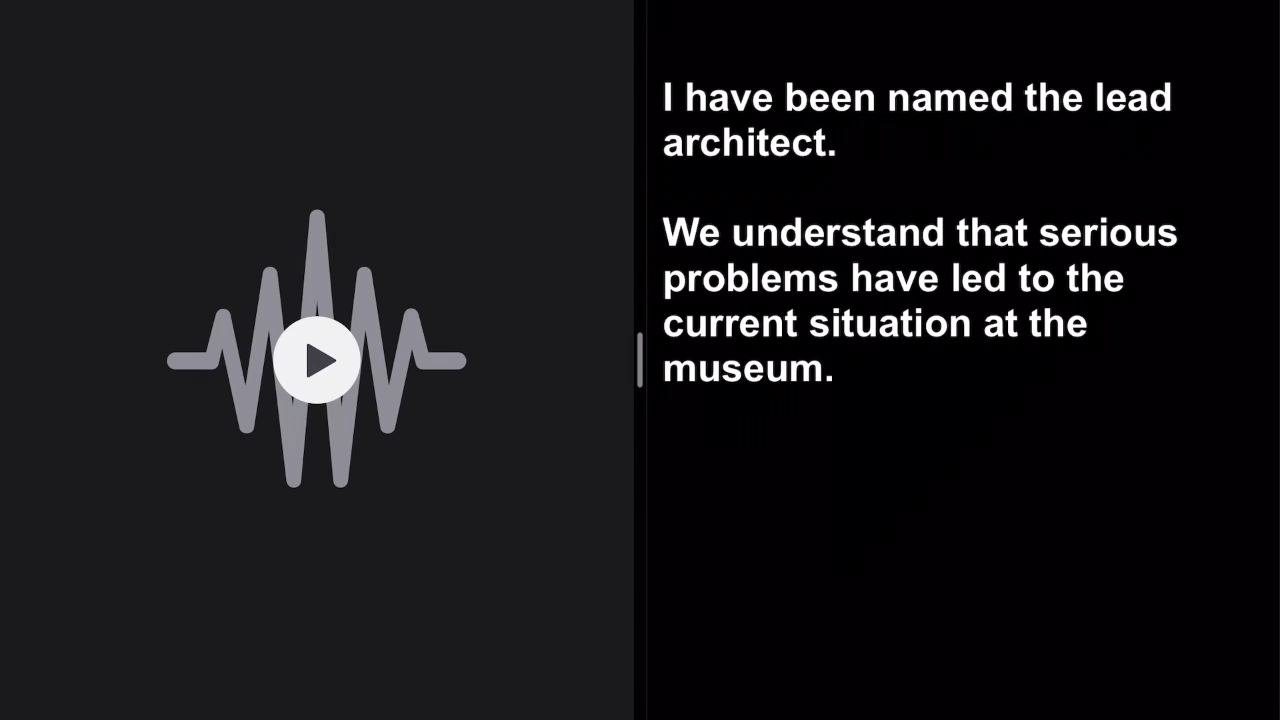 I have been named the lead
architect.
We understand that serious
problems have led to the
current situation at the
museum.